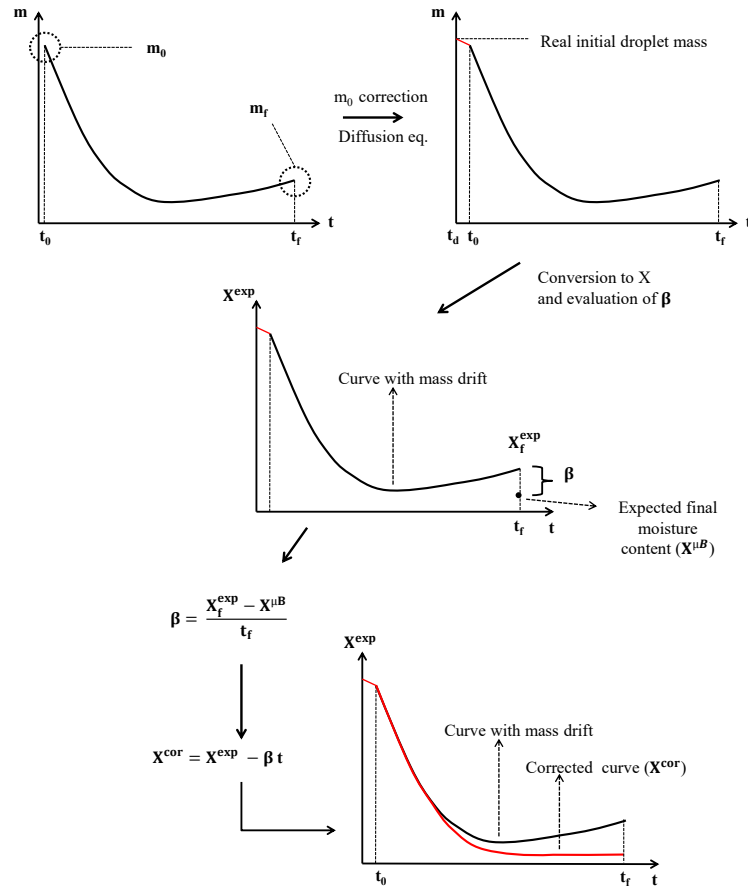 m
m₀
m_f
t₀
t_f
t
m₀ correction
Diffusion eq.
m
Real initial droplet mass
t_d
t₀
t_f
t
Conversion to X
and evaluation of β
X^exp
Curve with mass drift
X_f^exp
β
t_f
t
Expected final
moisture
content (X^μB)
β = (X_f^exp − X^μB) / t_f
X^cor = X^exp − β t
X^exp
Curve with mass drift
Corrected curve (X^cor)
t₀
t_f
t